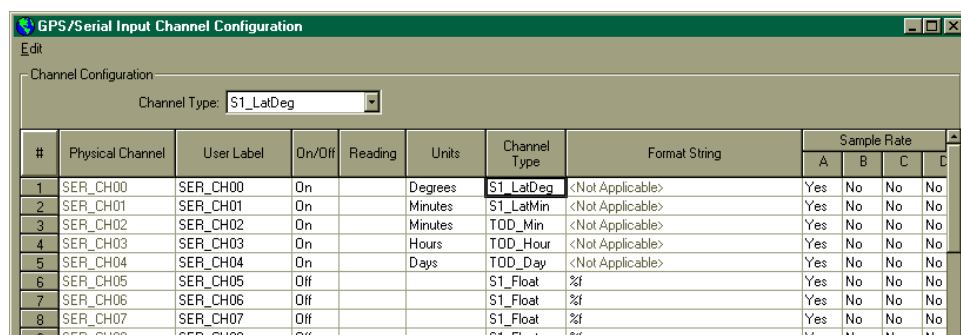 GPS/Serial Input Channel Configuration
Edit
Channel Configuration
Channel Type: S1_LatDeg
# Physical Channel User Label On/Off Reading Units Channel Type Format String Sample Rate
A B C D
1 SER_CH00 SER_CH00 On Degrees S1_LatDeg <Not Applicable> Yes No No No
2 SER_CH01 SER_CH01 On Minutes S1_LatMin <Not Applicable> Yes No No No
3 SER_CH02 SER_CH02 On Minutes TOD_Min <Not Applicable> Yes No No No
4 SER_CH03 SER_CH03 On Hours TOD_Hour <Not Applicable> Yes No No No
5 SER_CH04 SER_CH04 On Days TOD_Day <Not Applicable> Yes No No No
6 SER_CH05 SER_CH05 Off S1_Float %f Yes No No No
7 SER_CH06 SER_CH06 Off S1_Float %f Yes No No No
8 SER_CH07 SER_CH07 Off S1_Float %f Yes No No No